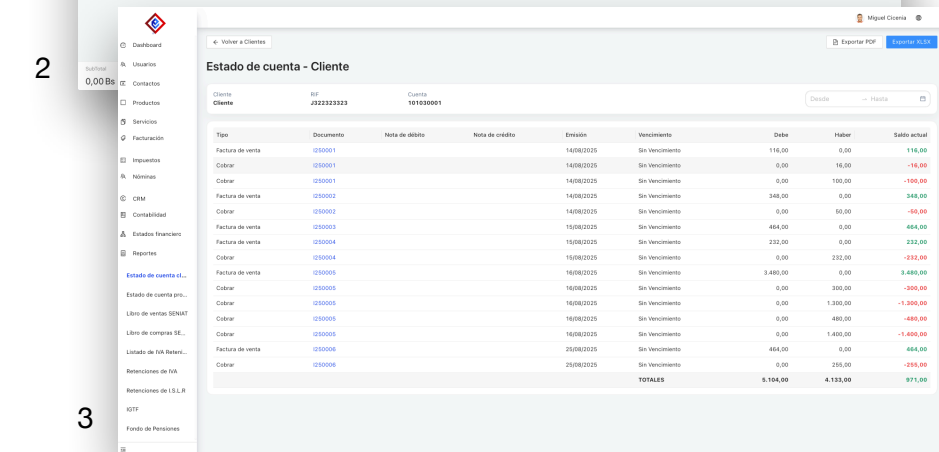 Miguel Cicenia
Dashboard
← Volver a Clientes
Exportar PDF
Exportar XLSX
2
Usuarios
Estado de cuenta - Cliente
SubTotal
0,00 Bs
Contactos
Cliente RIF Cuenta
Cliente J322323323 101030001
Desde → Hasta
Productos
Servicios
Facturación
Impuestos
Nóminas
CRM
Contabilidad
Estados financierc
Reportes
Estado de cuenta cl...
Estado de cuenta pro...
Libro de ventas SENIAT
Libro de compras SE...
Listado de IVA Reteni...
Retenciones de IVA
Retenciones de I.S.L.R
IGTF
3
Fondo de Pensiones
Tipo Documento Nota de débito Nota de crédito Emisión Vencimiento Debe Haber Saldo actual
Factura de venta I250001 14/08/2025 Sin Vencimiento 116,00 0,00 116,00
Cobrar I250001 14/08/2025 Sin Vencimiento 0,00 16,00 -16,00
Cobrar I250001 14/08/2025 Sin Vencimiento 0,00 100,00 -100,00
Factura de venta I250002 14/08/2025 Sin Vencimiento 348,00 0,00 348,00
Cobrar I250002 14/08/2025 Sin Vencimiento 0,00 50,00 -50,00
Factura de venta I250003 15/08/2025 Sin Vencimiento 464,00 0,00 464,00
Factura de venta I250004 15/08/2025 Sin Vencimiento 232,00 0,00 232,00
Cobrar I250004 15/08/2025 Sin Vencimiento 0,00 232,00 -232,00
Factura de venta I250005 16/08/2025 Sin Vencimiento 3.480,00 0,00 3.480,00
Cobrar I250005 16/08/2025 Sin Vencimiento 0,00 300,00 -300,00
Cobrar I250005 16/08/2025 Sin Vencimiento 0,00 1.300,00 -1.300,00
Cobrar I250005 16/08/2025 Sin Vencimiento 0,00 480,00 -480,00
Cobrar I250005 16/08/2025 Sin Vencimiento 0,00 1.400,00 -1.400,00
Factura de venta I250006 25/08/2025 Sin Vencimiento 464,00 0,00 464,00
Cobrar I250006 25/08/2025 Sin Vencimiento 0,00 255,00 -255,00
TOTALES 5.104,00 4.133,00 971,00